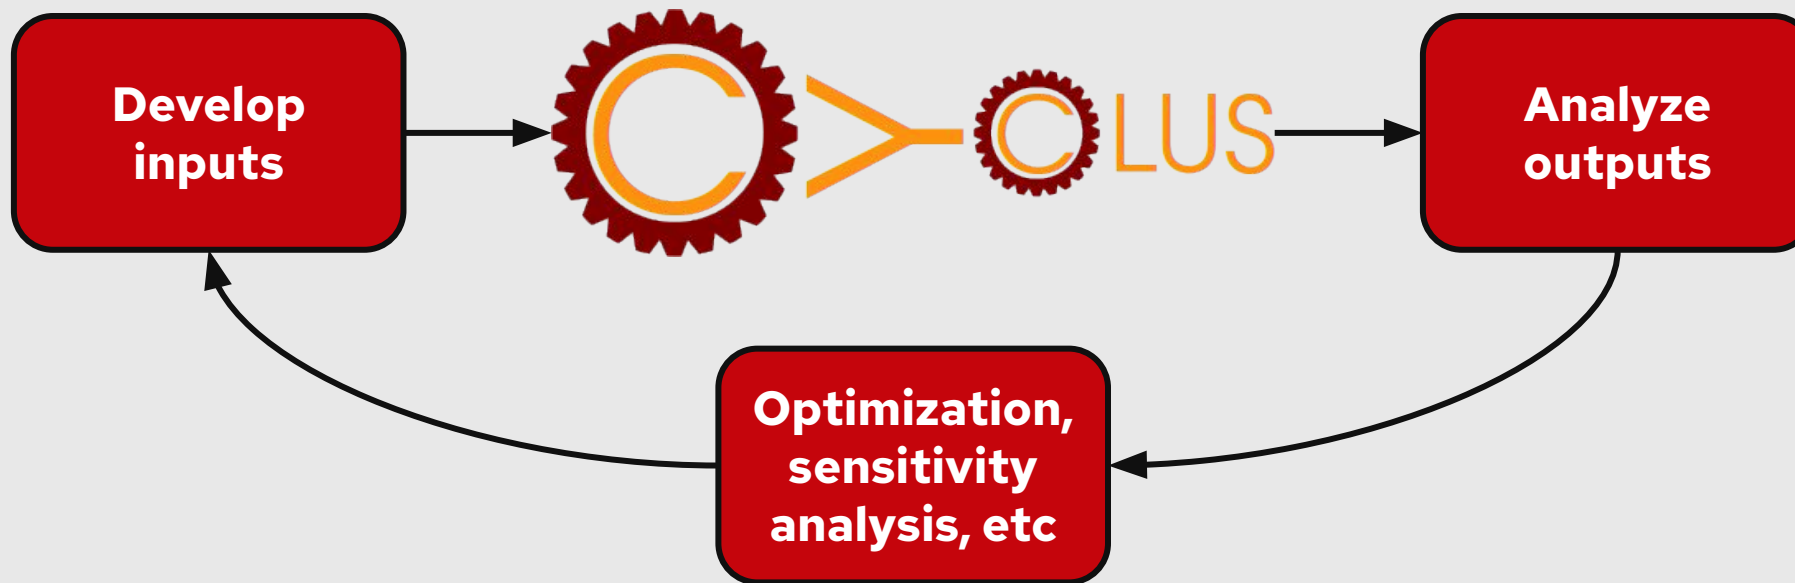 Develop
inputs
CYCLUS
Analyze
outputs
Optimization,
sensitivity
analysis, etc